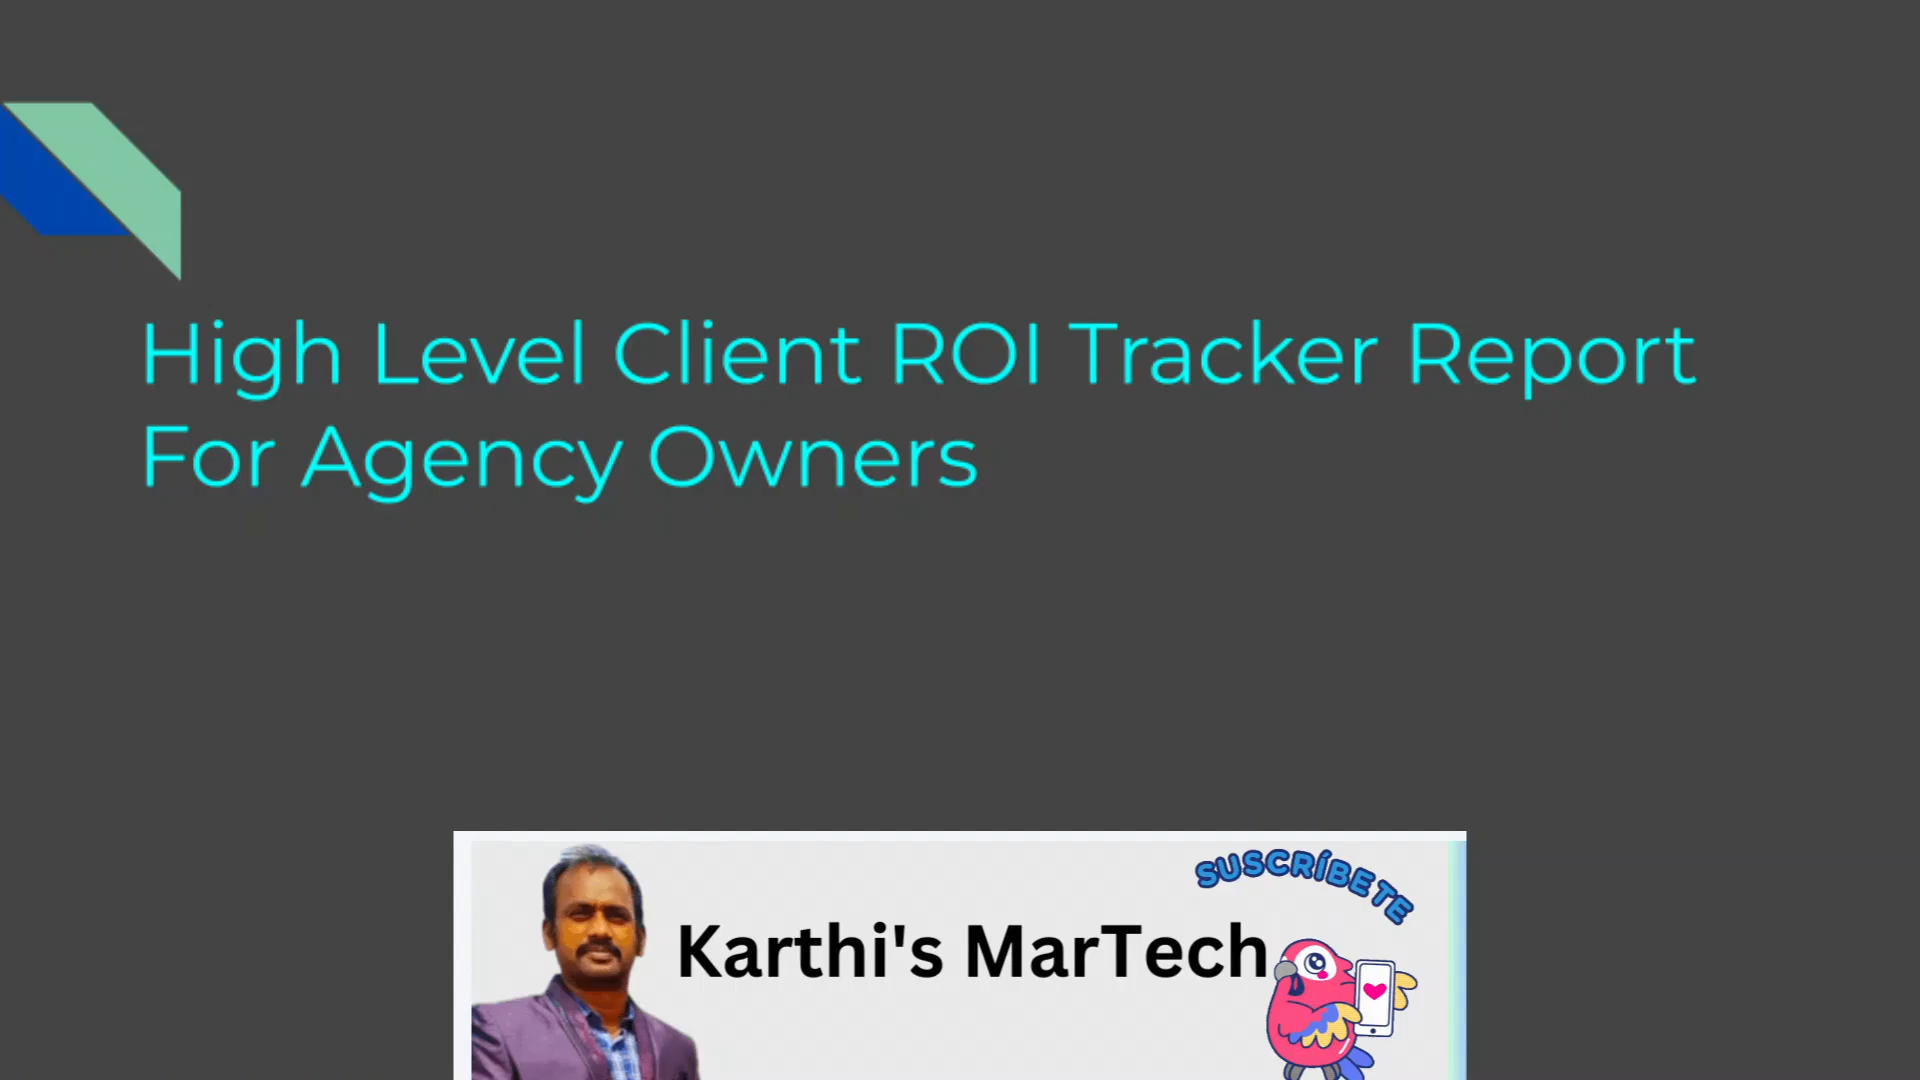 High Level Client ROI Tracker Report
For Agency Owners
SUSCRÍBETE
Karthi's MarTech